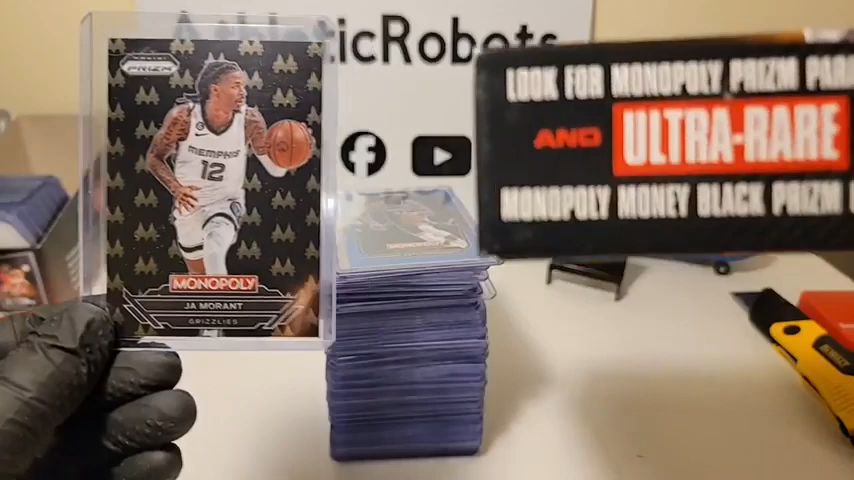 icRobots
PANINI
PRIZM
MEMPHIS
12
MONOPOLY
JA MORANT
GRIZZLIES
LOOK FOR MONOPOLY PRIZM PARA
AND ULTRA-RARE
MONOPOLY MONEY BLACK PRIZM
DEWALT